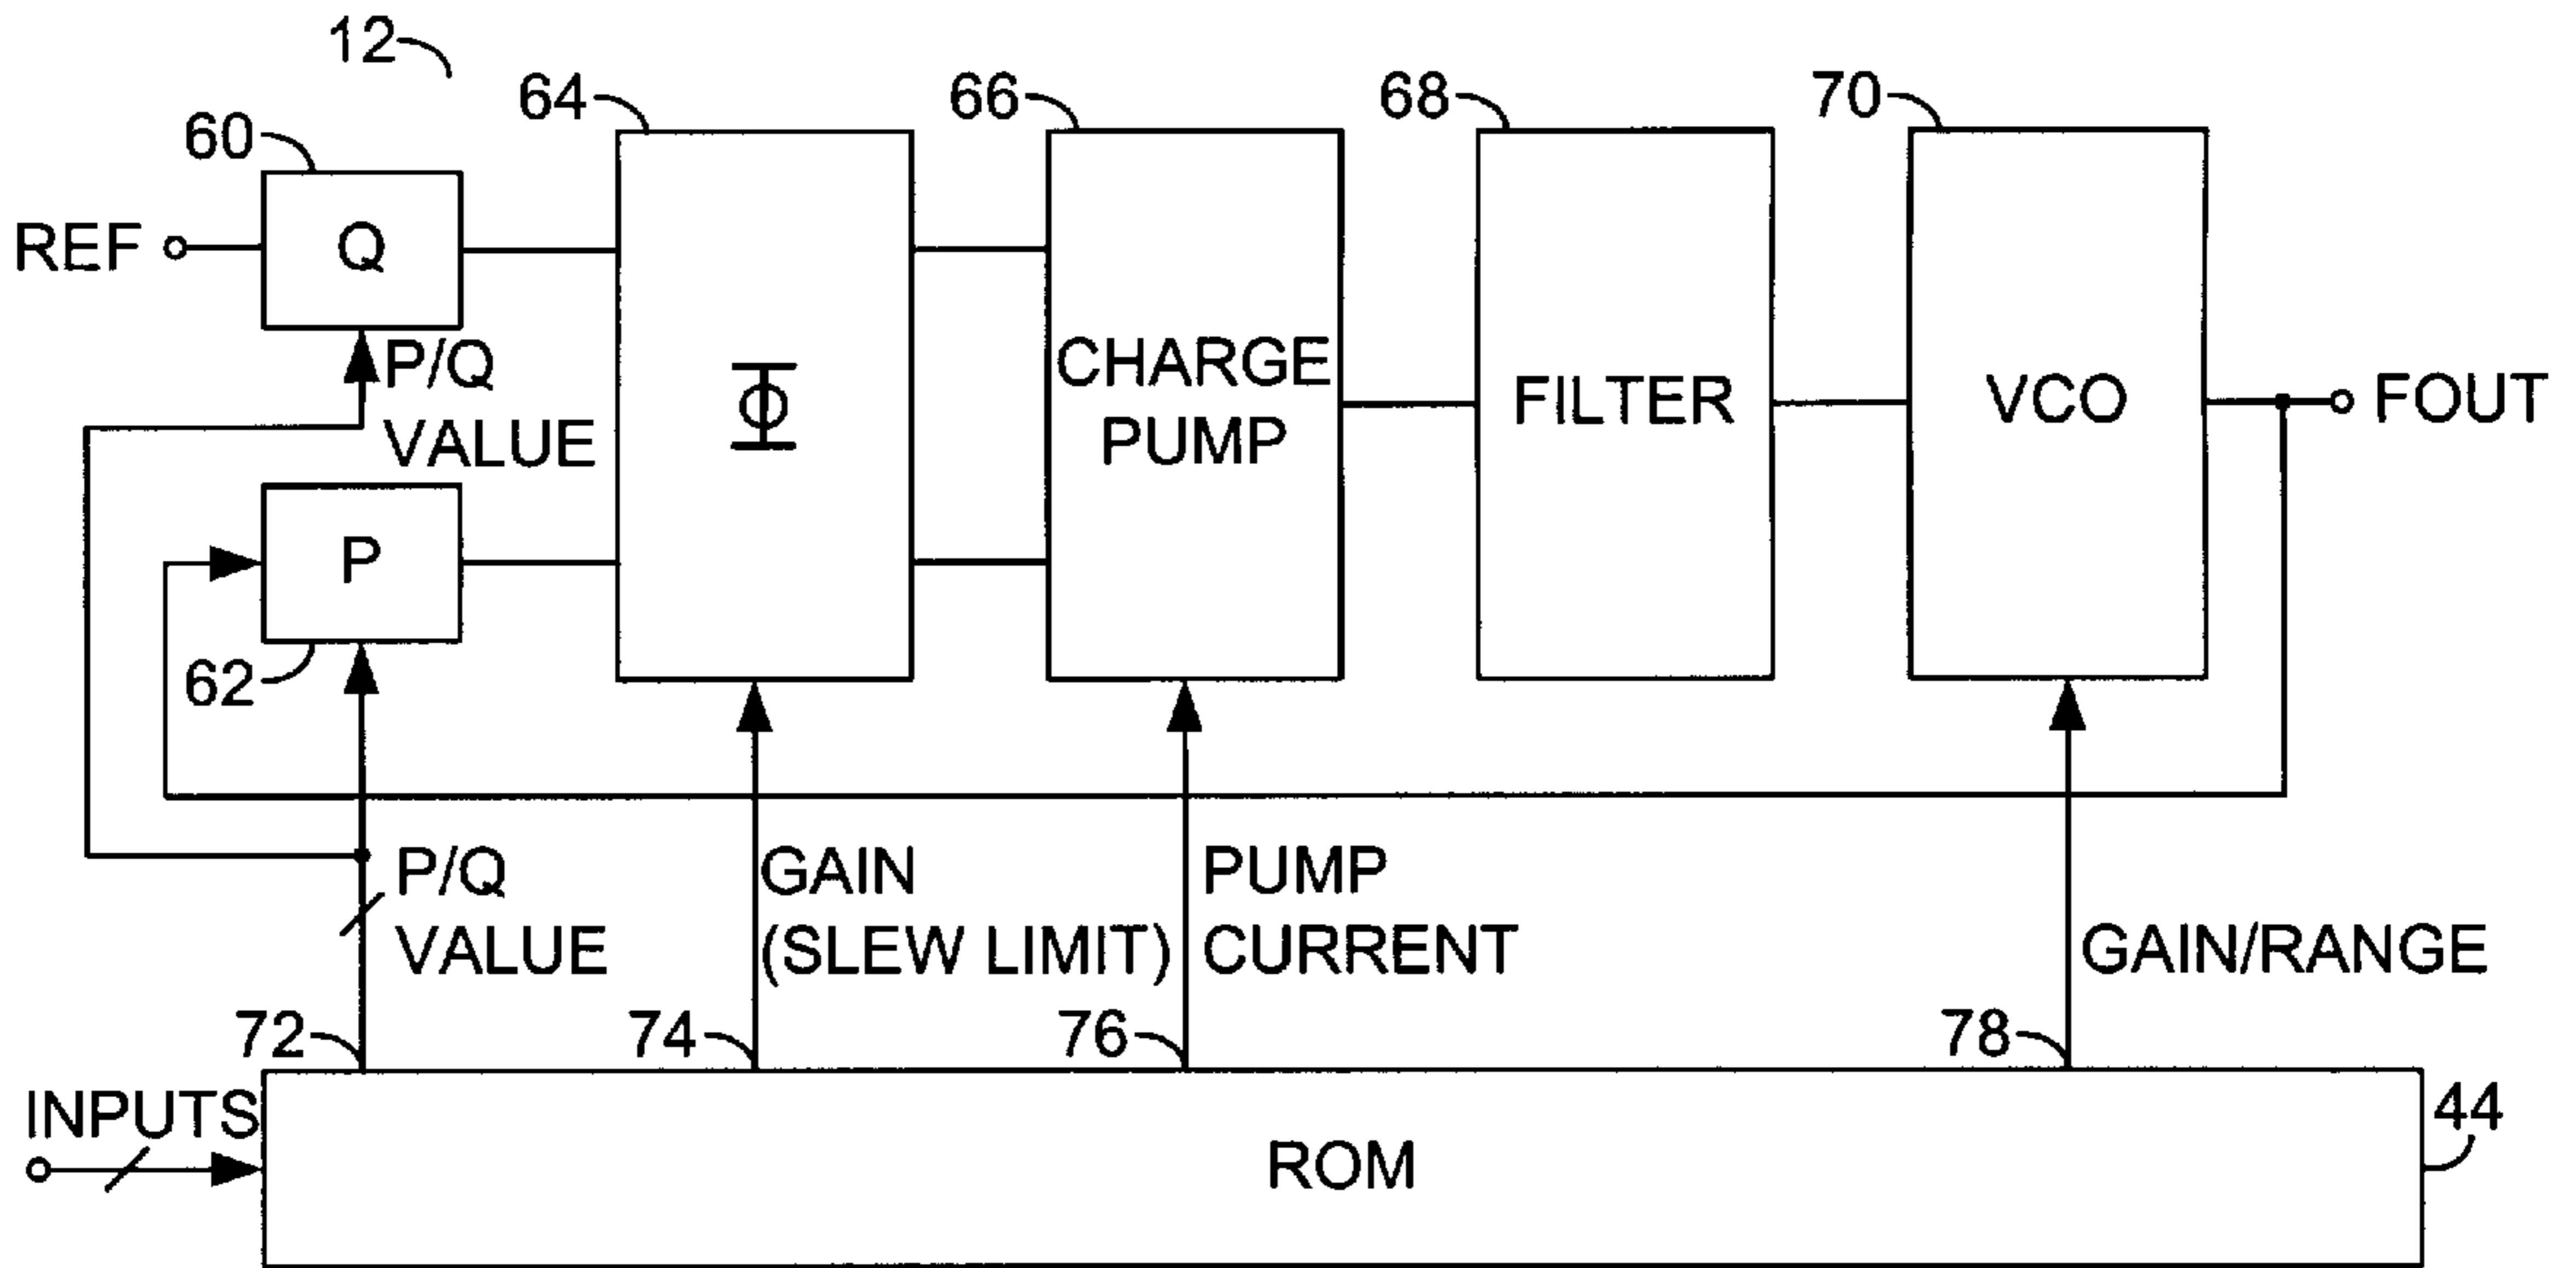 12
60
64
66
68
70
REF
Q
P/Q
VALUE
Φ
CHARGE
PUMP
FILTER
VCO
FOUT
P
62
P/Q
VALUE
GAIN
(SLEW LIMIT)
PUMP
CURRENT
GAIN/RANGE
72
74
76
78
INPUTS
ROM
44